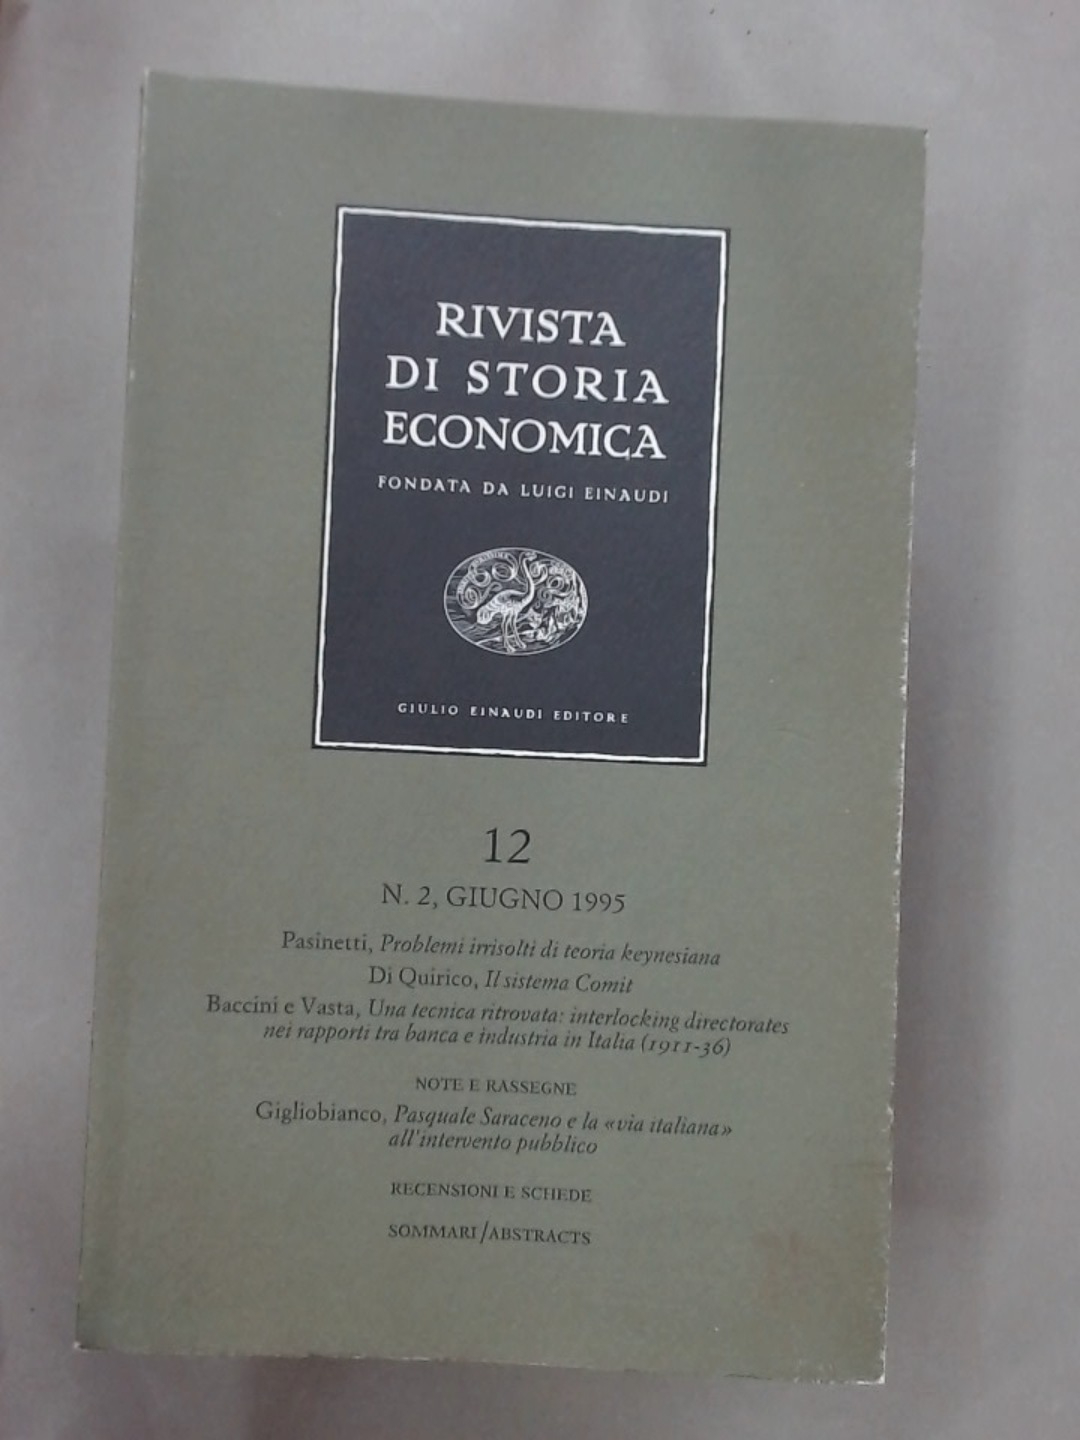 RIVISTA
DI STORIA
ECONOMICA
FONDATA DA LUIGI EINAUDI
GIULIO EINAUDI EDITORE
12
N. 2, GIUGNO 1995
Pasinetti, Problemi irrisolti di teoria keynesiana
Di Quirico, Il sistema Comit
Baccini e Vasta, Una tecnica ritrovata: interlocking directorates
nei rapporti tra banca e industria in Italia (1911-36)
NOTE E RASSEGNE
Gigliobianco, Pasquale Saraceno e la «via italiana»
all'intervento pubblico
RECENSIONI E SCHEDE
SOMMARI/ABSTRACTS